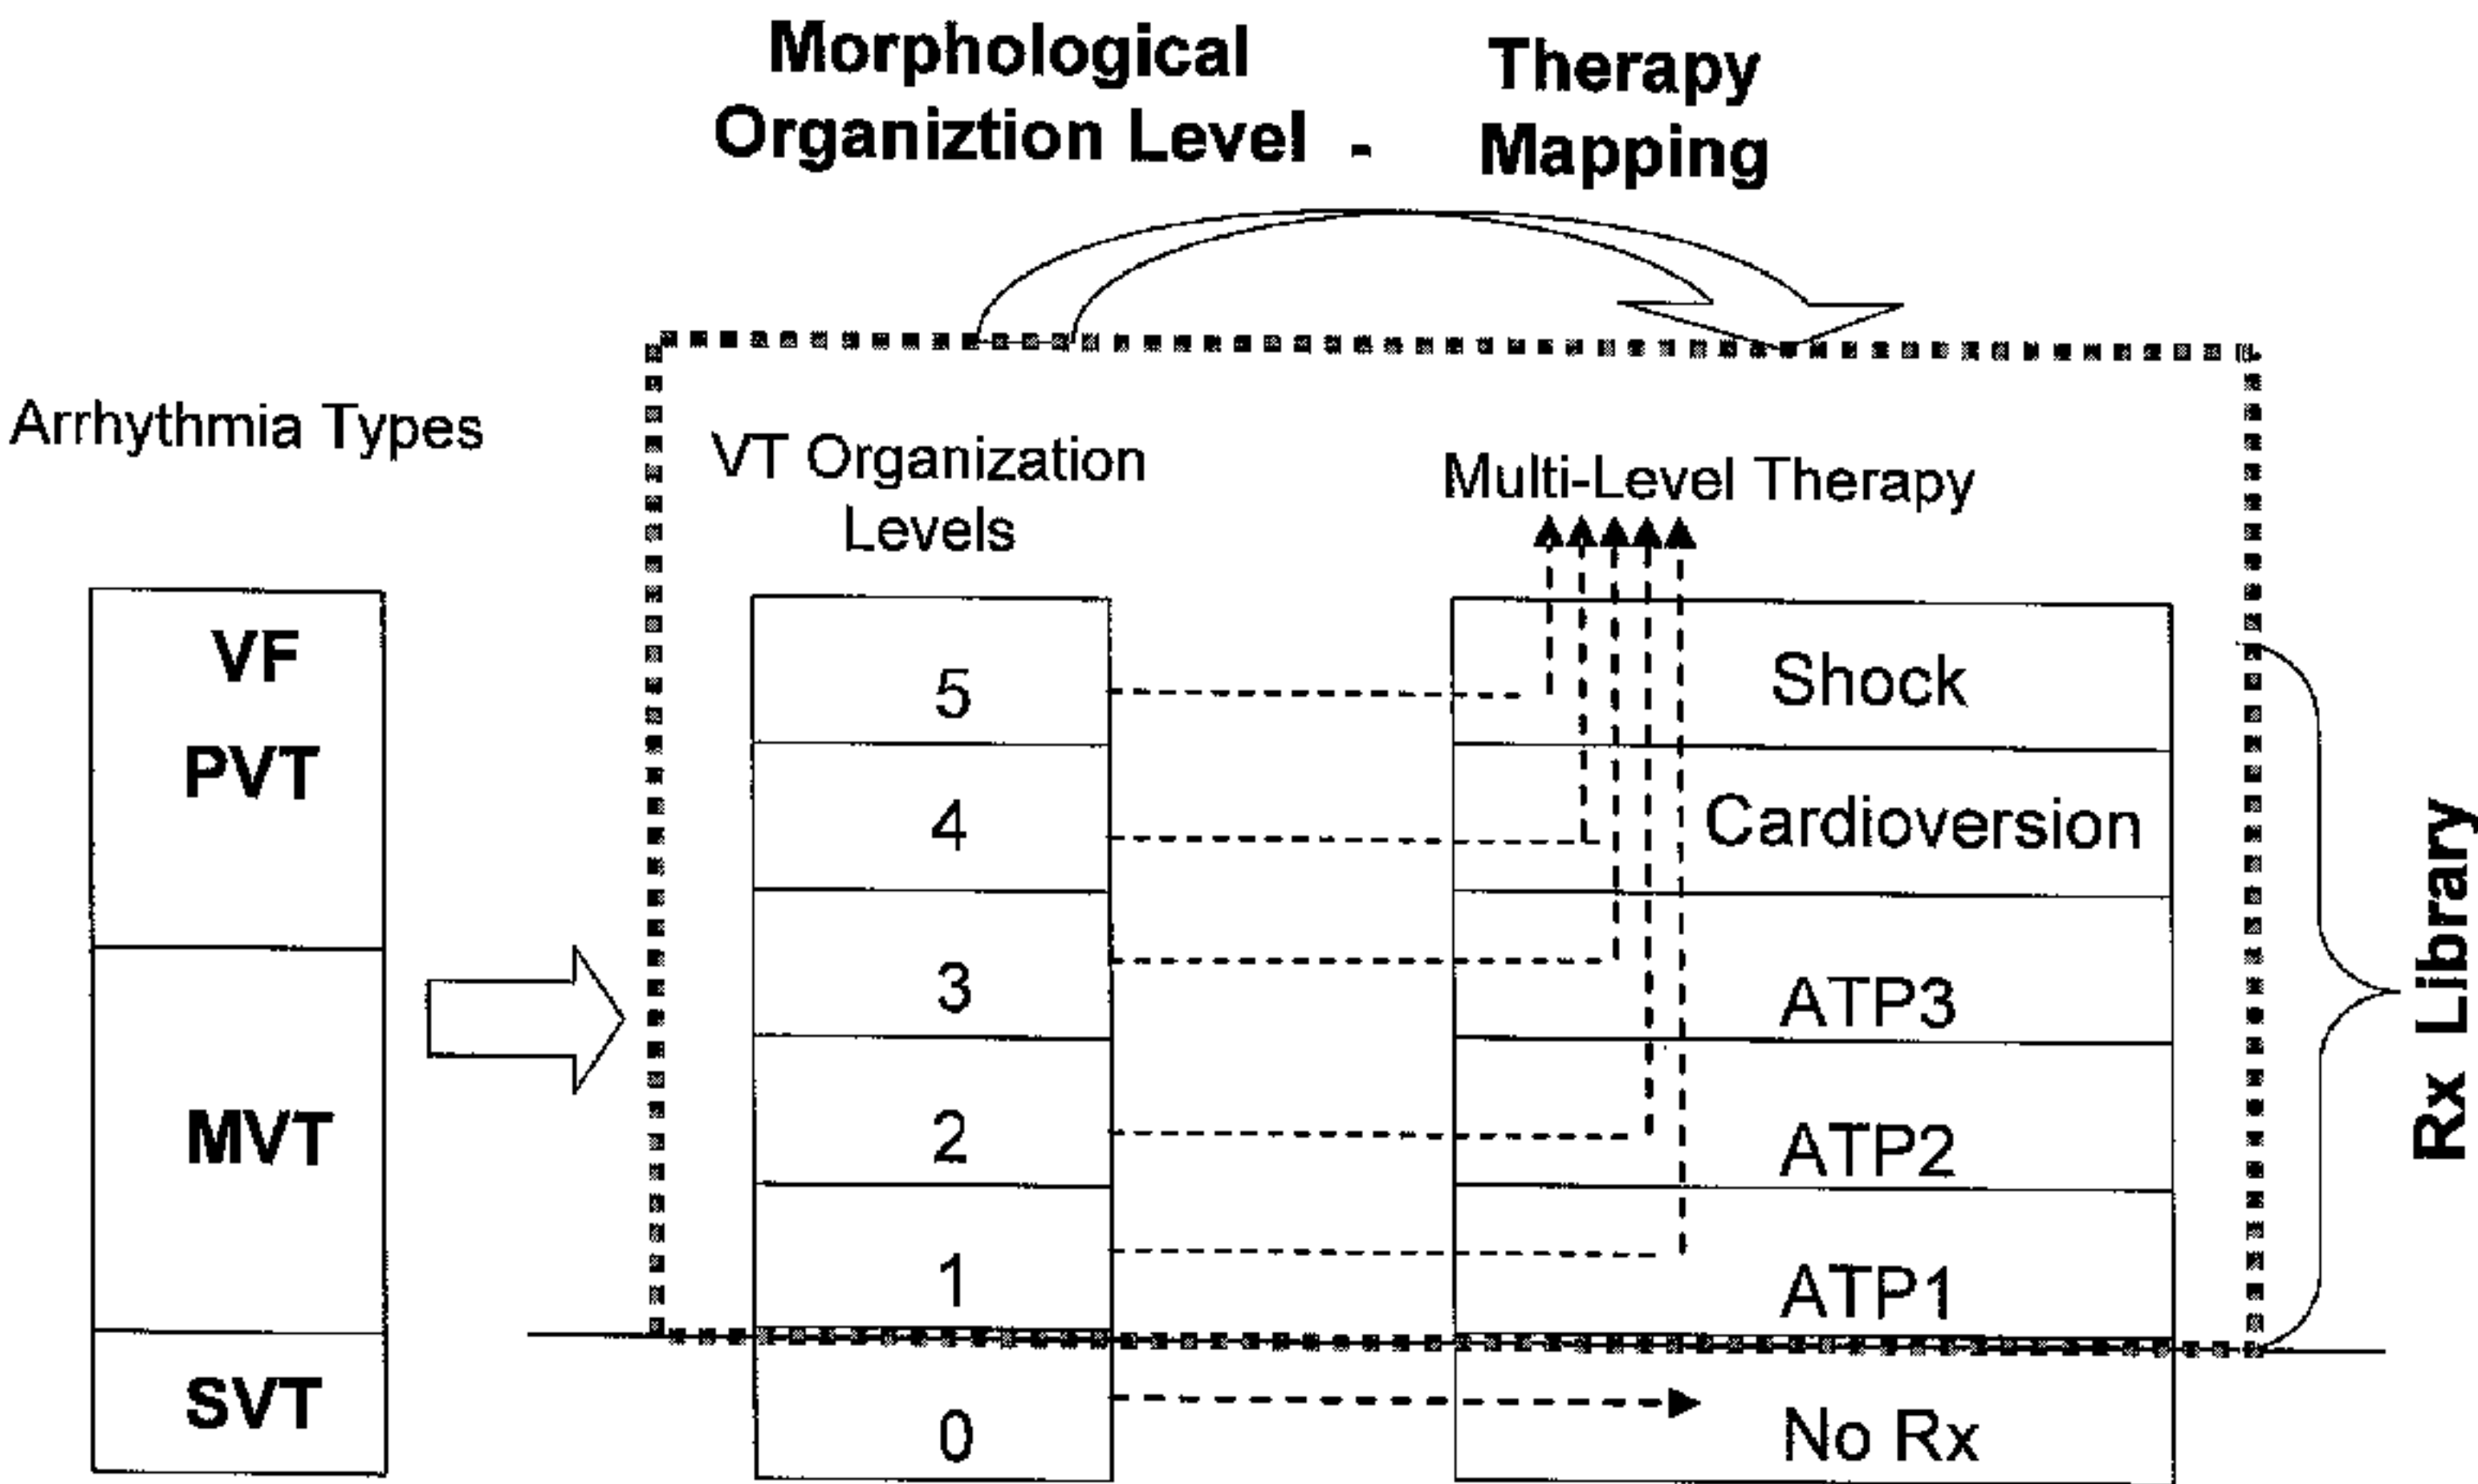 Morphological
Organiztion Level -
Therapy
Mapping
Arrhythmia Types
VF
PVT
MVT
SVT
VT Organization
Levels
5
4
3
2
1
0
Multi-Level Therapy
Shock
Cardioversion
ATP3
ATP2
ATP1
No Rx
Rx Library